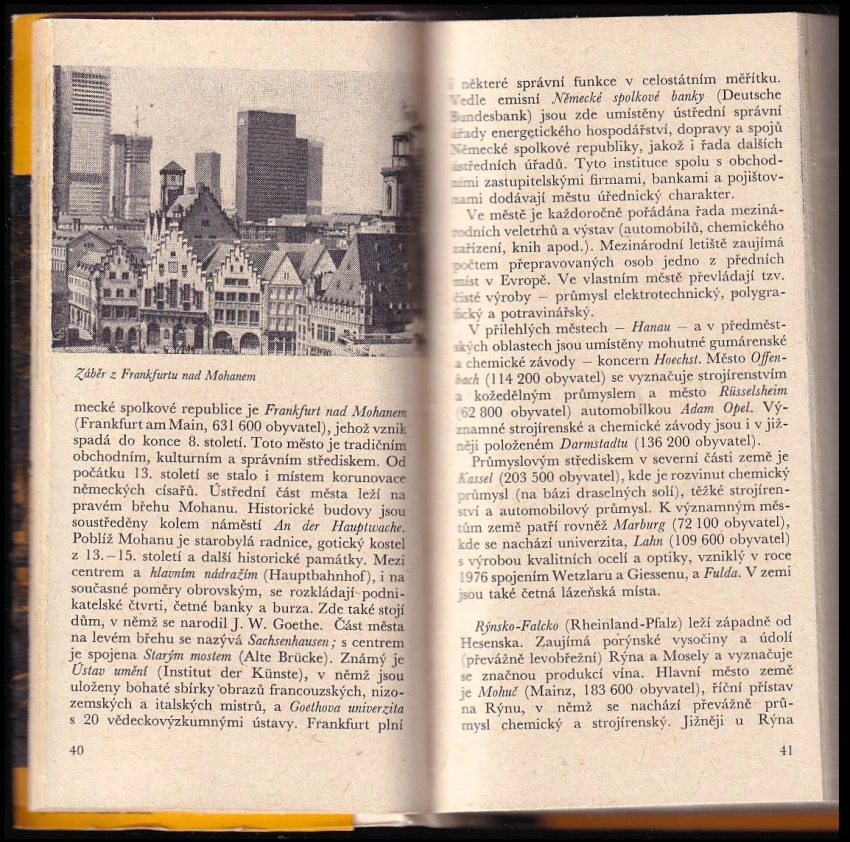 Záběr z Frankfurtu nad Mohanem
mecké spolkové republice je Frankfurt nad Mohanem
(Frankfurt am Main, 631 600 obyvatel), jehož vznik
spadá do konce 8. století. Toto město je tradičním
obchodním, kulturním a správním střediskem. Od
počátku 13. století se stalo i místem korunovace
německých císařů. Ústřední část města leží na
pravém břehu Mohanu. Historické budovy jsou
soustředěny kolem náměstí An der Hauptwache.
Poblíž Mohanu je starobylá radnice, gotický kostel
z 13.–15. století a další historické památky. Mezi
centrem a hlavním nádražím (Hauptbahnhof), i na
současné poměry obrovským, se rozkládají podni-
katelské čtvrti, četné banky a burza. Zde také stojí
dům, v němž se narodil J. W. Goethe. Část města
na levém břehu se nazývá Sachsenhausen; s centrem
je spojena Starým mostem (Alte Brücke). Známý je
Ústav umění (Institut der Künste), v němž jsou
uloženy bohaté sbírky obrazů francouzských, nizo-
zemských a italských mistrů, a Goethova univerzita
s 20 vědeckovýzkumnými ústavy. Frankfurt plní
40
i některé správní funkce v celostátním měřítku.
Vedle emisní Německé spolkové banky (Deutsche
Bundesbank) jsou zde umístěny ústřední správní
úřady energetického hospodářství, dopravy a spojů
Německé spolkové republiky, jakož i řada dalších
ústředních úřadů. Tyto instituce spolu s obchod-
ními zastupitelskými firmami, bankami a pojišťov-
nami dodávají městu úřednický charakter.
Ve městě je každoročně pořádána řada meziná-
rodních veletrhů a výstav (automobilů, chemického
zařízení, knih apod.). Mezinárodní letiště zaujímá
počtem přepravovaných osob jedno z předních
míst v Evropě. Ve vlastním městě převládají tzv.
čisté výroby – průmysl elektrotechnický, polygra-
fický a potravinářský.
V přilehlých městech – Hanau – a v předměst-
ských oblastech jsou umístěny mohutné gumárenské
a chemické závody – koncern Hoechst. Město Offen-
bach (114 200 obyvatel) se vyznačuje strojírenstvím
a kožedělným průmyslem a město Rüsselsheim
(62 800 obyvatel) automobilkou Adam Opel. Vý-
znamné strojírenské a chemické závody jsou i v již-
něji položeném Darmstadtu (136 200 obyvatel).
Průmyslovým střediskem v severní části země je
Kassel (203 500 obyvatel), kde je rozvinut chemický
průmysl (na bázi draselných solí), těžké strojíren-
ství a automobilový průmysl. K významným měs-
tům země patří rovněž Marburg (72 100 obyvatel),
kde se nachází univerzita, Lahn (109 600 obyvatel)
s výrobou kvalitních ocelí a optiky, vzniklý v roce
1976 spojením Wetzlaru a Giessenu, a Fulda. V zemi
jsou také četná lázeňská místa.
Rýnsko-Falcko (Rheinland-Pfalz) leží západně od
Hesenska. Zaujímá porýnské vysočiny a údolí
(převážně levobřežní) Rýna a Mosely a vyznačuje
se značnou produkcí vína. Hlavní město země
je Mohuč (Mainz, 183 600 obyvatel), říční přístav
na Rýnu, v němž se nachází převážně prů-
mysl chemický a strojírenský. Jižněji u Rýna
41